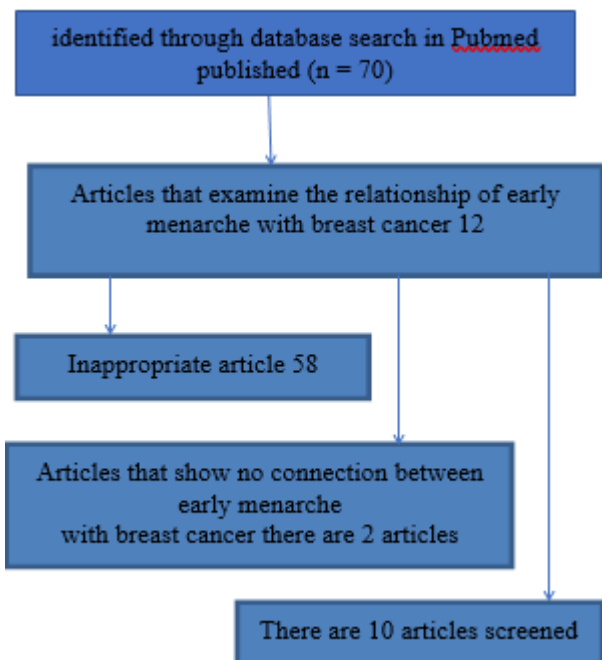 identified through database search in Pubmed
published (n = 70)
Articles that examine the relationship of early
menarche with breast cancer 12
Inappropriate article 58
Articles that show no connection between
early menarche
with breast cancer there are 2 articles
There are 10 articles screened